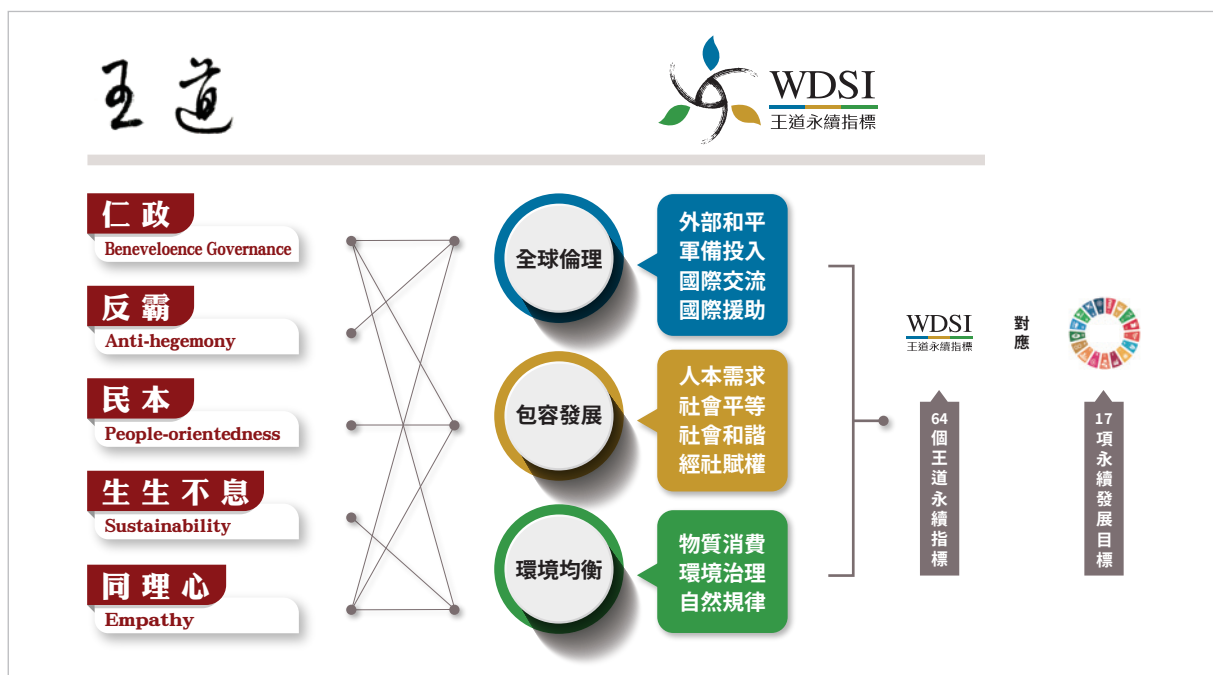 王道
WDSI
王道永續指標
仁政
Beneveloence Governance
反霸
Anti-hegemony
民本
People-orientedness
生生不息
Sustainability
同理心
Empathy
全球倫理
外部和平
軍備投入
國際交流
國際援助
包容發展
人本需求
社會平等
社會和諧
經社賦權
環境均衡
物質消費
環境治理
自然規律
WDSI
王道永續指標
64個王道永續指標
對應
17項永續發展目標